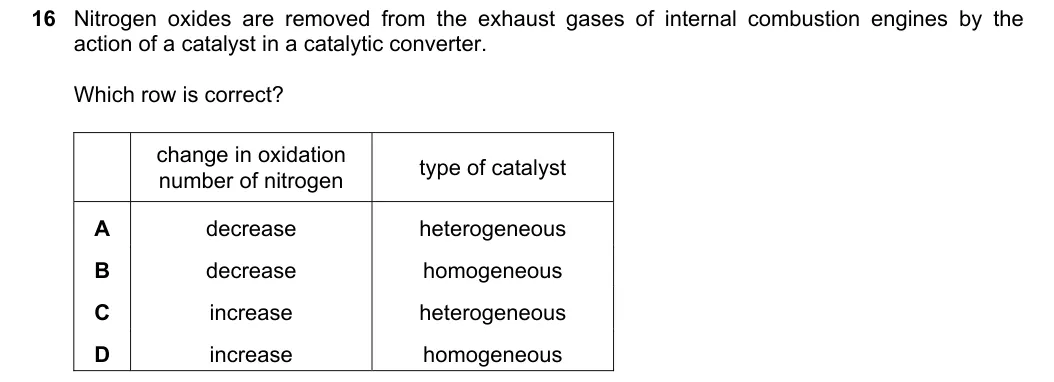 16 Nitrogen oxides are removed from the exhaust gases of internal combustion engines by the
action of a catalyst in a catalytic converter.
Which row is correct?
change in oxidation
number of nitrogen
type of catalyst
A decrease heterogeneous
B decrease homogeneous
C increase heterogeneous
D increase homogeneous